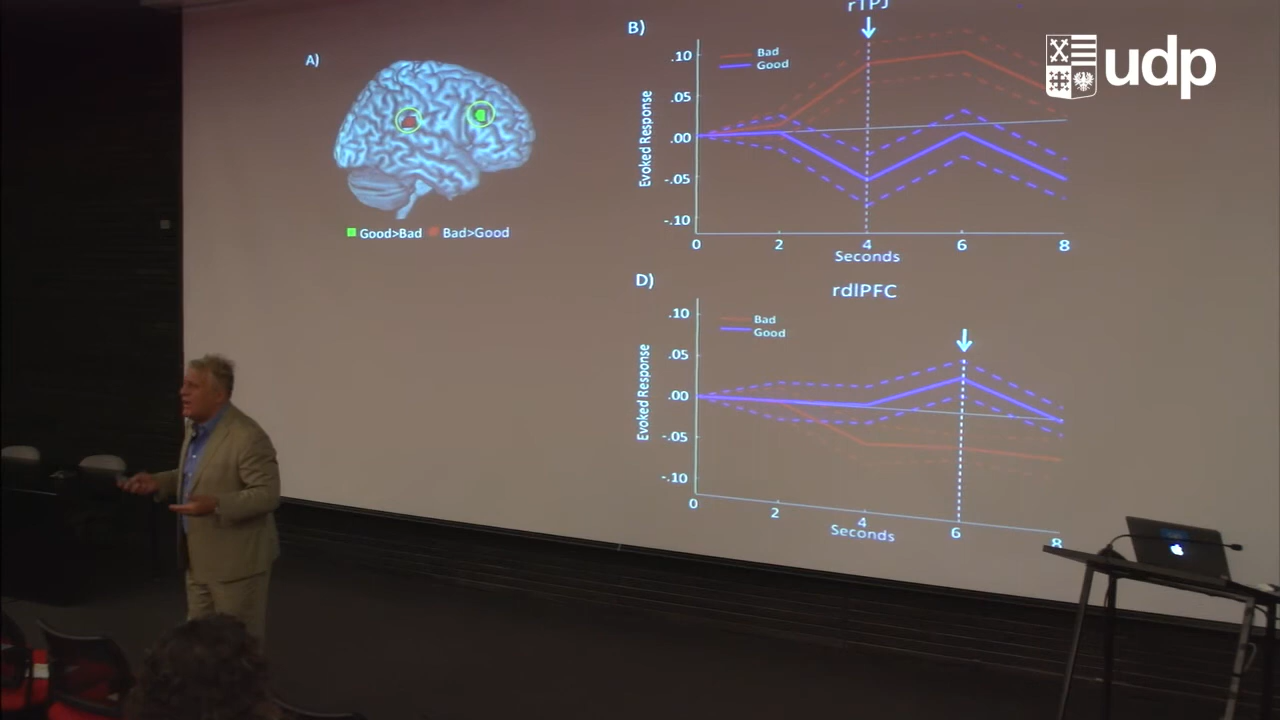 udp
A)
Good>Bad Bad>Good
B)
rTPJ
Bad
Good
.10
.05
.00
-.05
-.10
Evoked Response
0 2 4 6 8
Seconds
D)
rdlPFC
Bad
Good
.10
.05
.00
-.05
-.10
Evoked Response
0 2 4 6 8
Seconds